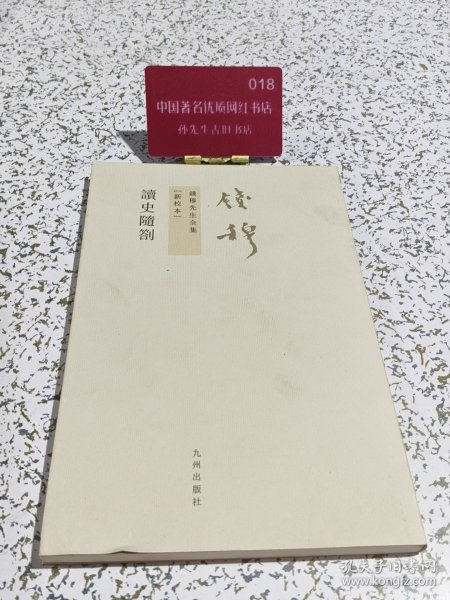 018
中国著名优质网红书店
孙先生古旧书店
錢穆
錢穆先生全集
［新校本］
讀史隨劄
九州出版社
孔夫子旧书网
www.kongfz.com